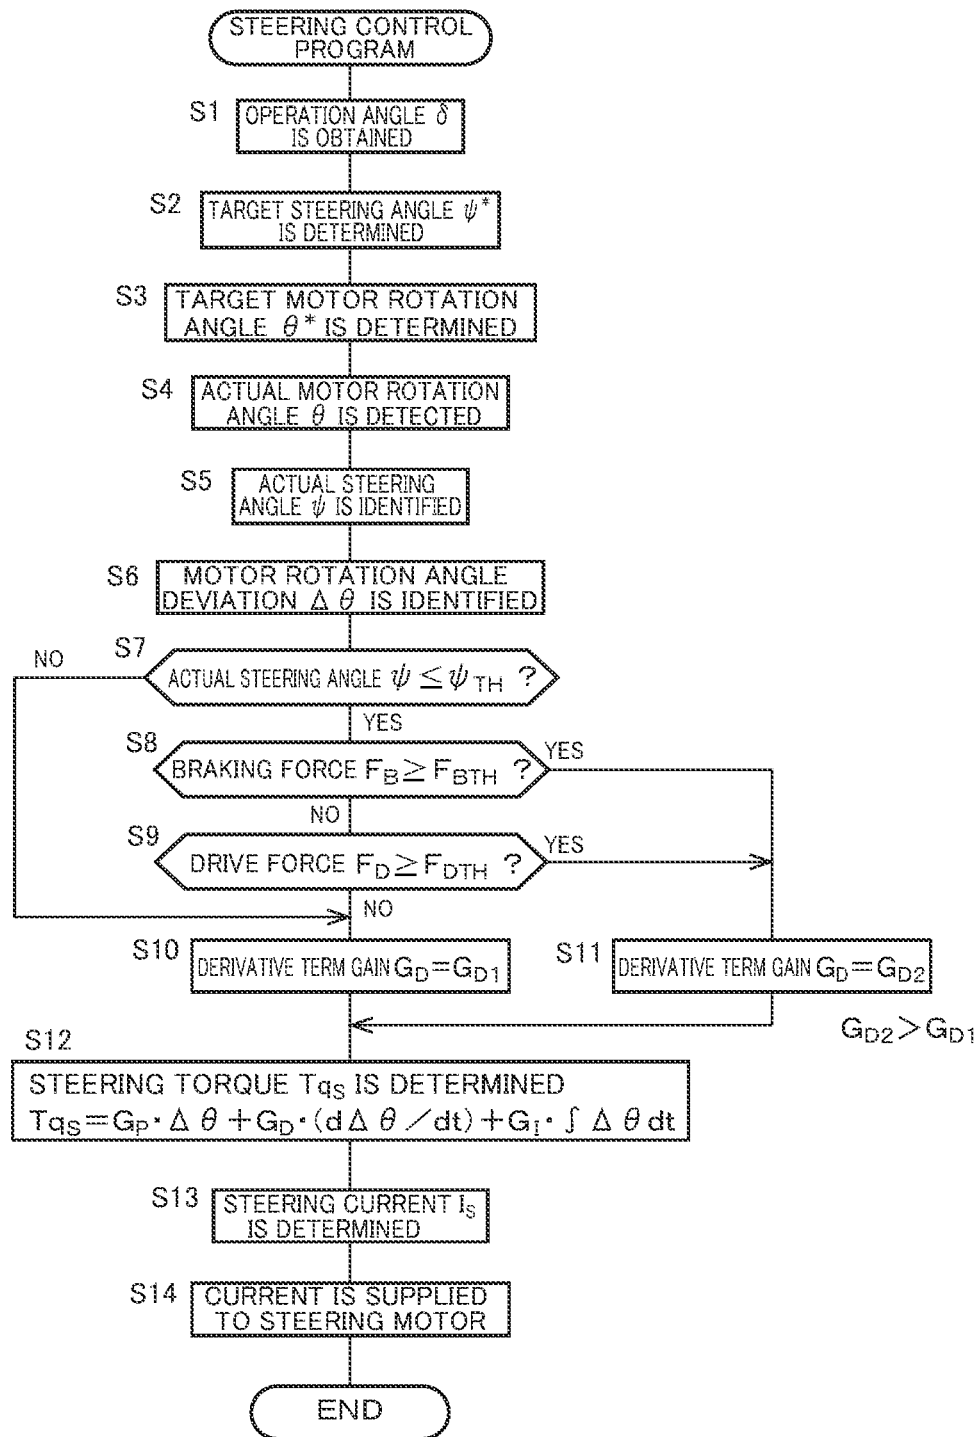 STEERING CONTROL
PROGRAM
S1
OPERATION ANGLE δ
IS OBTAINED
S2
TARGET STEERING ANGLE ψ*
IS DETERMINED
S3
TARGET MOTOR ROTATION
ANGLE θ* IS DETERMINED
S4
ACTUAL MOTOR ROTATION
ANGLE θ IS DETECTED
S5
ACTUAL STEERING
ANGLE ψ IS IDENTIFIED
S6
MOTOR ROTATION ANGLE
DEVIATION Δθ IS IDENTIFIED
S7
NO
ACTUAL STEERING ANGLE ψ ≤ ψTH ?
YES
S8
BRAKING FORCE FB ≥ FBTH ?
YES
NO
S9
DRIVE FORCE FD ≥ FDTH ?
YES
NO
S10
DERIVATIVE TERM GAIN GD=GD1
S11
DERIVATIVE TERM GAIN GD=GD2
GD2>GD1
S12
STEERING TORQUE TqS IS DETERMINED
TqS=GP·Δθ+GD·(dΔθ/dt)+GI·∫Δθdt
S13
STEERING CURRENT IS
IS DETERMINED
S14
CURRENT IS SUPPLIED
TO STEERING MOTOR
END